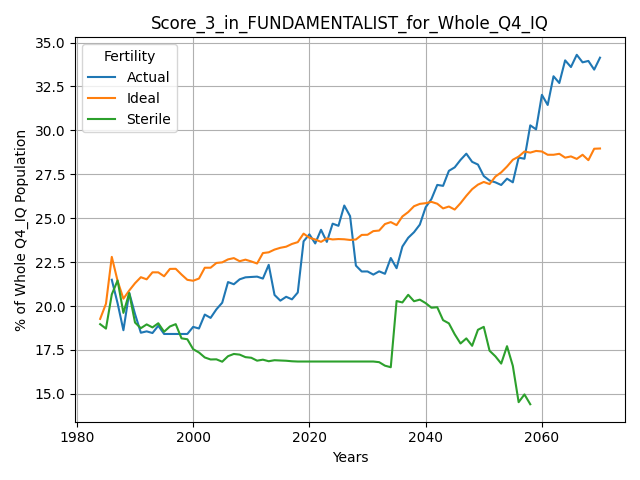 Score_3_in_FUNDAMENTALIST_for_Whole_Q4_IQ
Fertility
Actual
Ideal
Sterile
% of Whole Q4_IQ Population
35.0
32.5
30.0
27.5
25.0
22.5
20.0
17.5
15.0
1980
2000
2020
2040
2060
Years